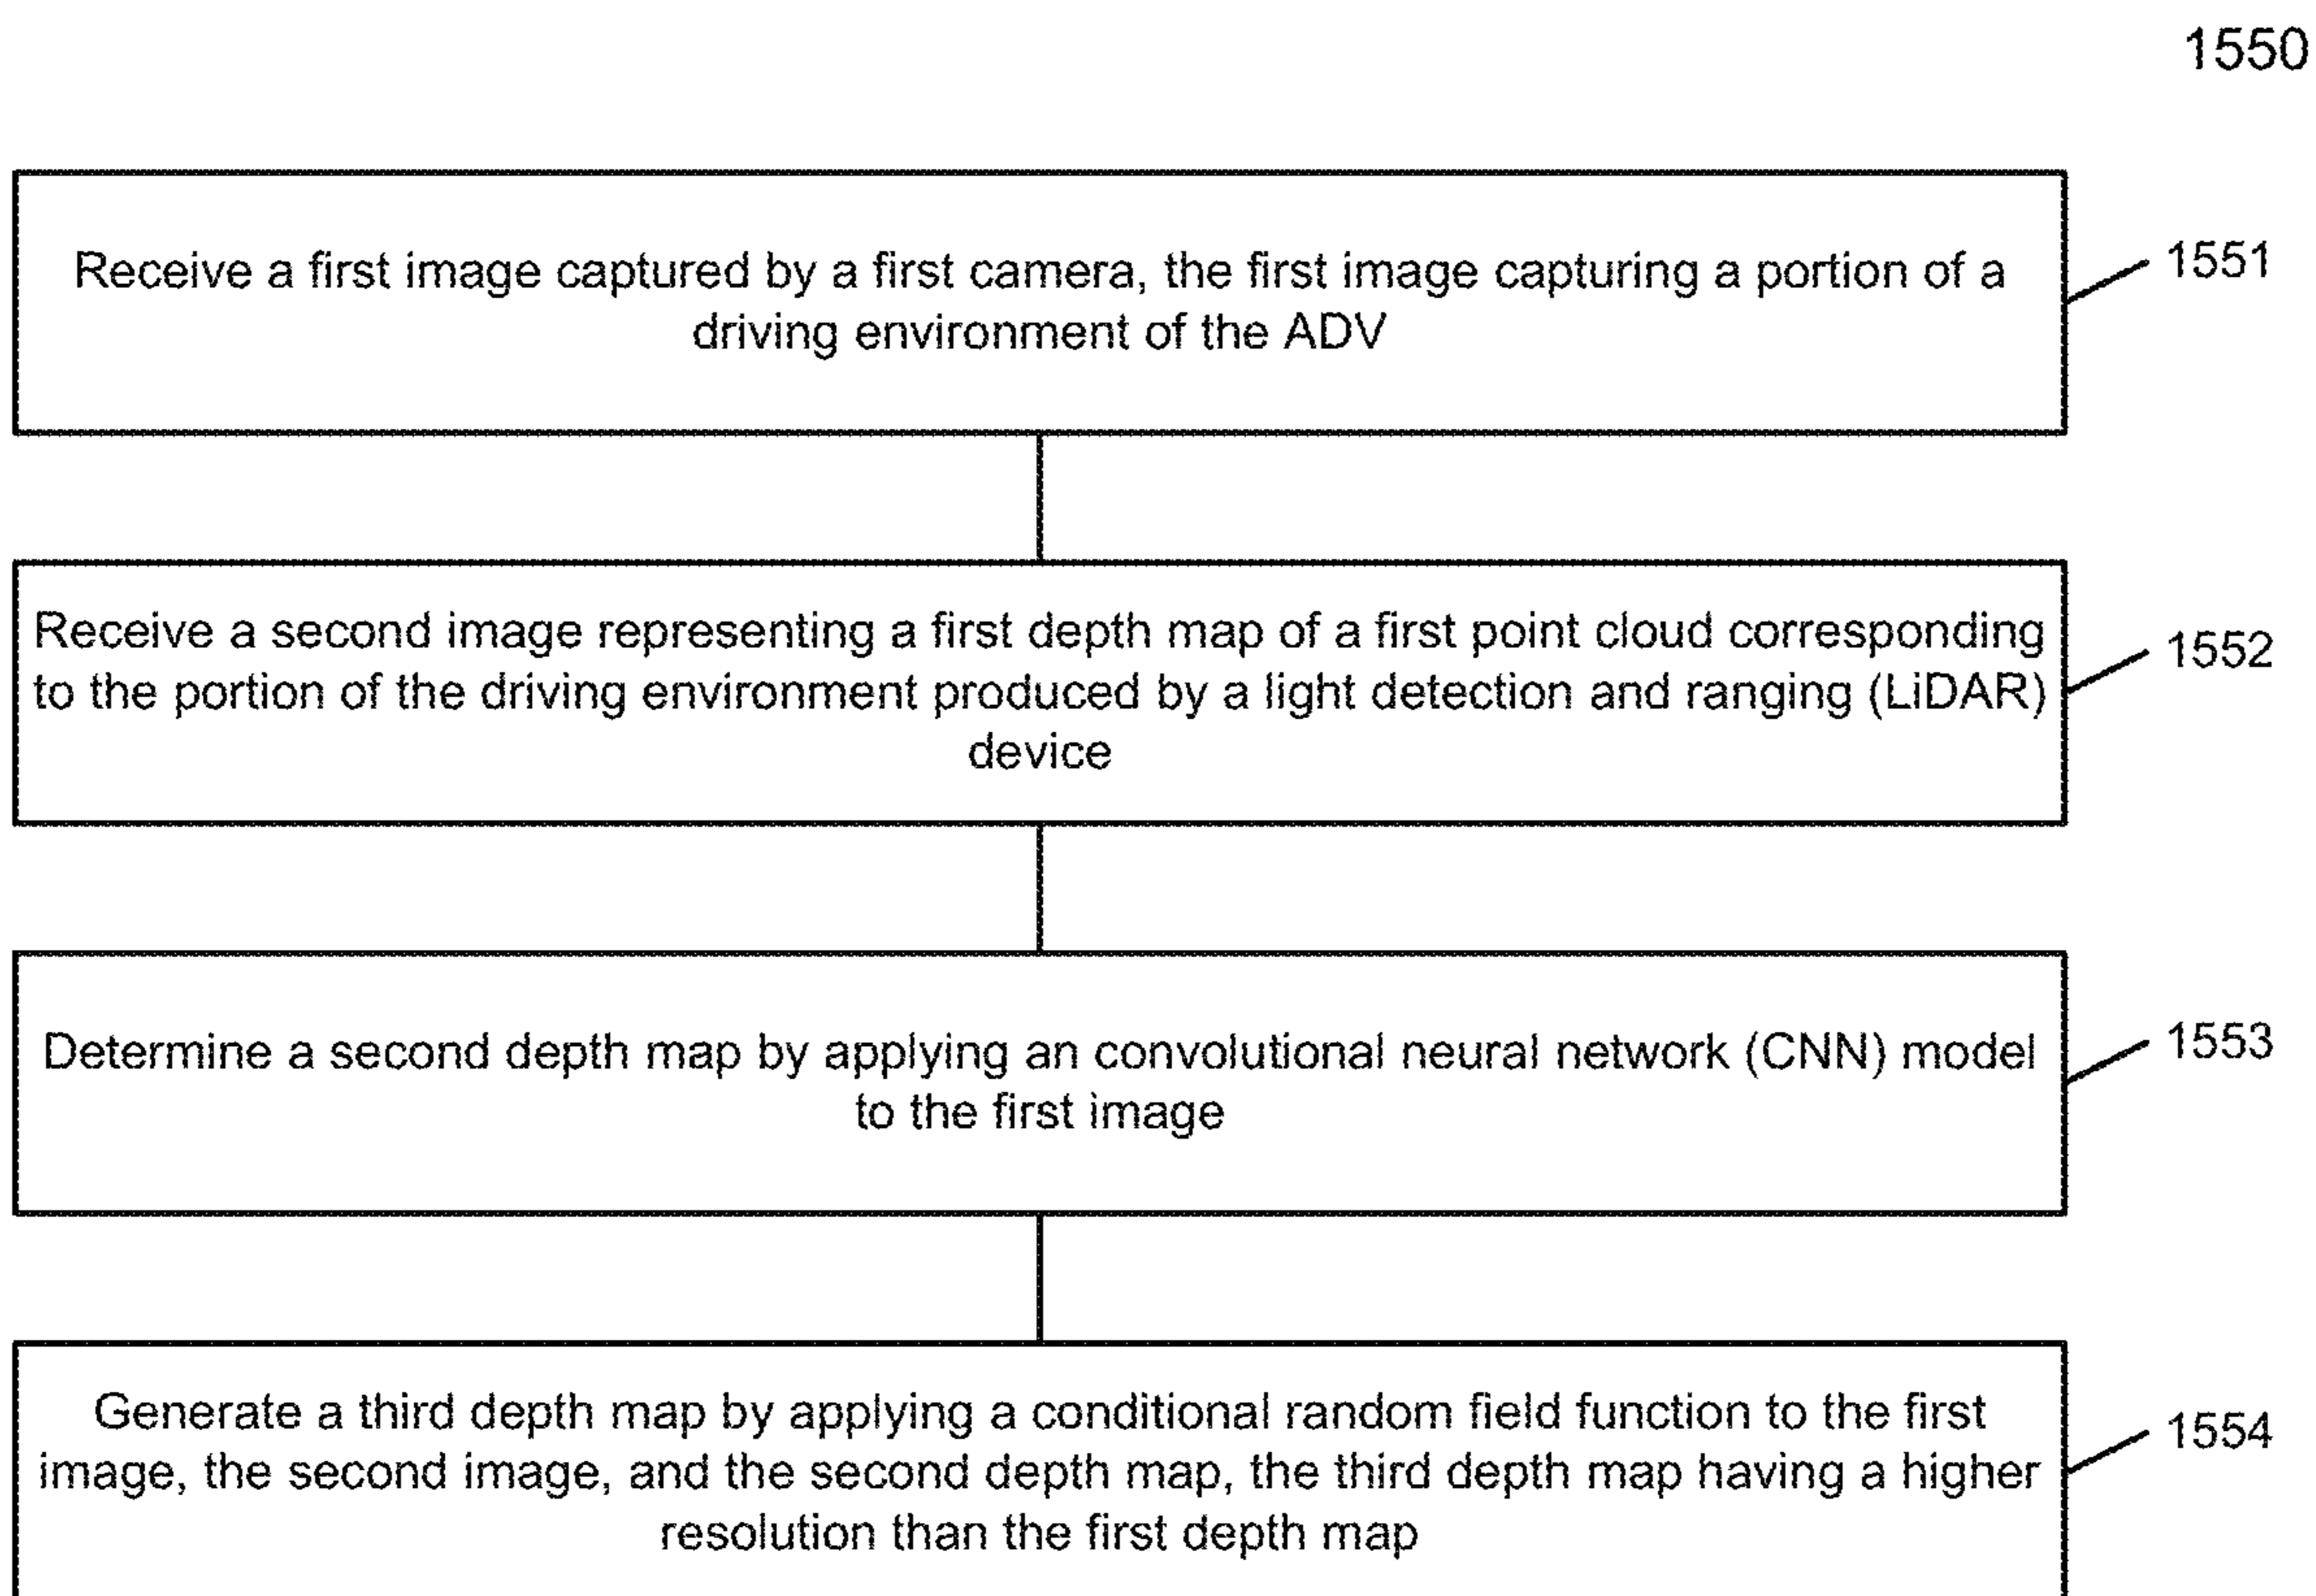 1550
Receive a first image captured by a first camera, the first image capturing a portion of a
driving environment of the ADV
1551
Receive a second image representing a first depth map of a first point cloud corresponding
to the portion of the driving environment produced by a light detection and ranging (LiDAR)
device
1552
Determine a second depth map by applying an convolutional neural network (CNN) model
to the first image
1553
Generate a third depth map by applying a conditional random field function to the first
image, the second image, and the second depth map, the third depth map having a higher
resolution than the first depth map
1554